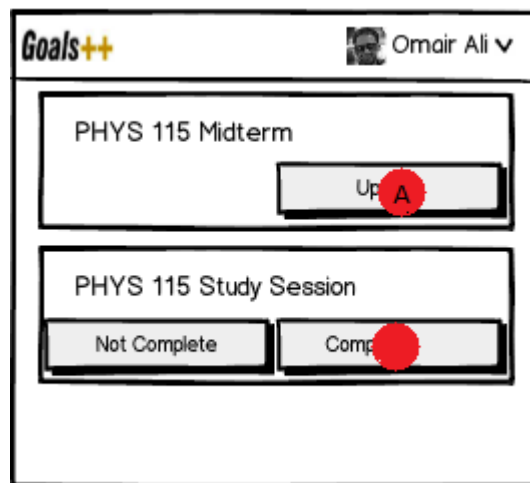 Goals++
Omair Ali
PHYS 115 Midterm
A
PHYS 115 Study Session
Not Complete